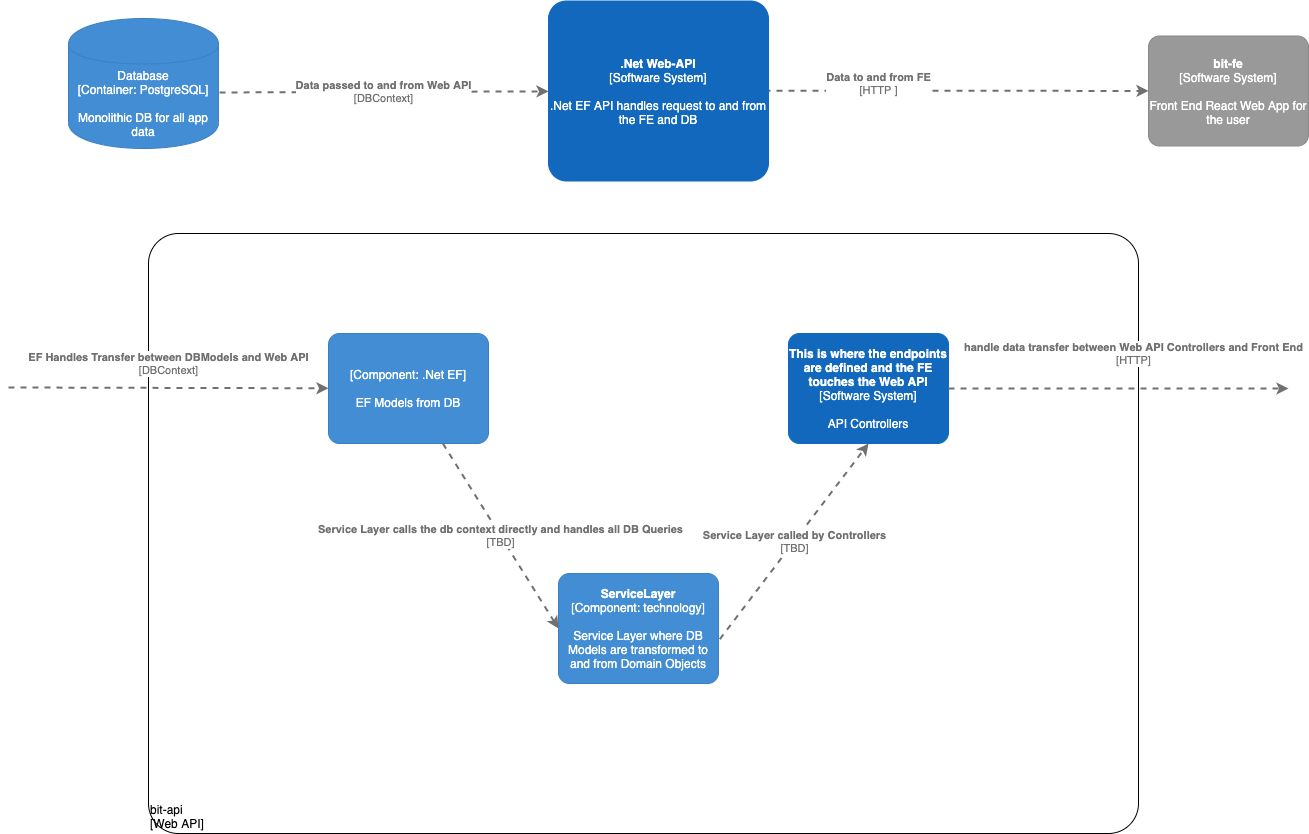 Database
[Container: PostgreSQL]
Monolithic DB for all app
data
Data passed to and from Web API
[DBContext]
.Net Web-API
[Software System]
.Net EF API handles request to and from
the FE and DB
Data to and from FE
[HTTP ]
bit-fe
[Software System]
Front End React Web App for
the user
EF Handles Transfer between DBModels and Web API
[DBContext]
[Component: .Net EF]
EF Models from DB
This is where the endpoints
are defined and the FE
touches the Web API
[Software System]
API Controllers
handle data transfer between Web API Controllers and Front End
[HTTP]
Service Layer calls the db context directly and handles all DB Queries
[TBD]
Service Layer called by Controllers
[TBD]
ServiceLayer
[Component: technology]
Service Layer where DB
Models are transformed to
and from Domain Objects
bit-api
[Web API]